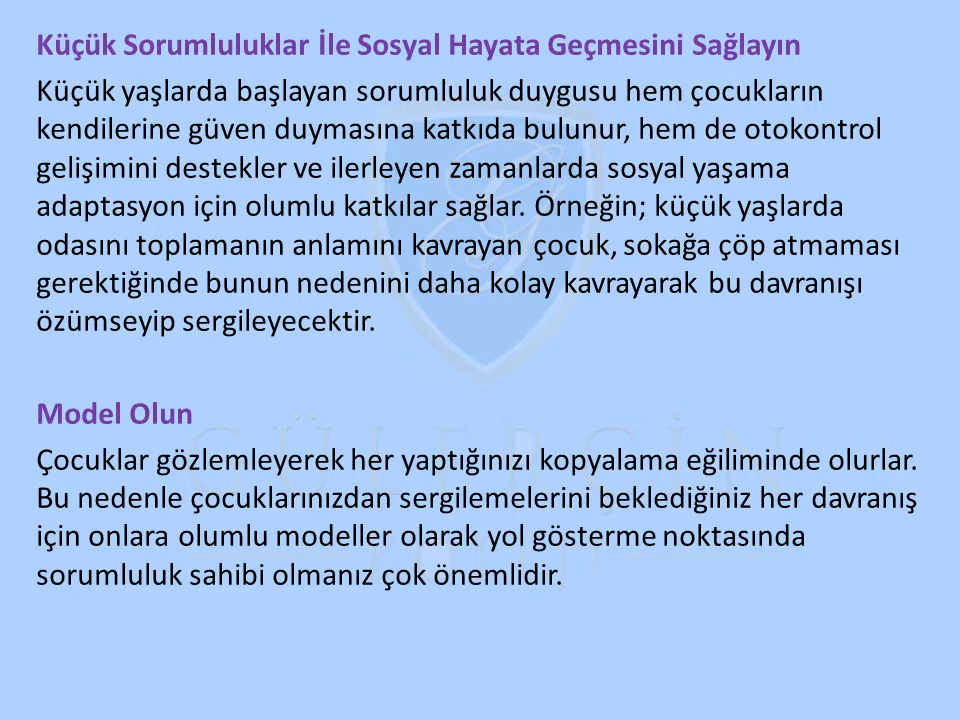 Küçük Sorumluluklar İle Sosyal Hayata Geçmesini Sağlayın
Küçük yaşlarda başlayan sorumluluk duygusu hem çocukların
kendilerine güven duymasına katkıda bulunur, hem de otokontrol
gelişimini destekler ve ilerleyen zamanlarda sosyal yaşama
adaptasyon için olumlu katkılar sağlar. Örneğin; küçük yaşlarda
odasını toplamanın anlamını kavrayan çocuk, sokağa çöp atmaması
gerektiğinde bunun nedenini daha kolay kavrayarak bu davranışı
özümseyip sergileyecektir.
Model Olun
Çocuklar gözlemleyerek her yaptığınızı kopyalama eğiliminde olurlar.
Bu nedenle çocuklarınızdan sergilemelerini beklediğiniz her davranış
için onlara olumlu modeller olarak yol gösterme noktasında
sorumluluk sahibi olmanız çok önemlidir.